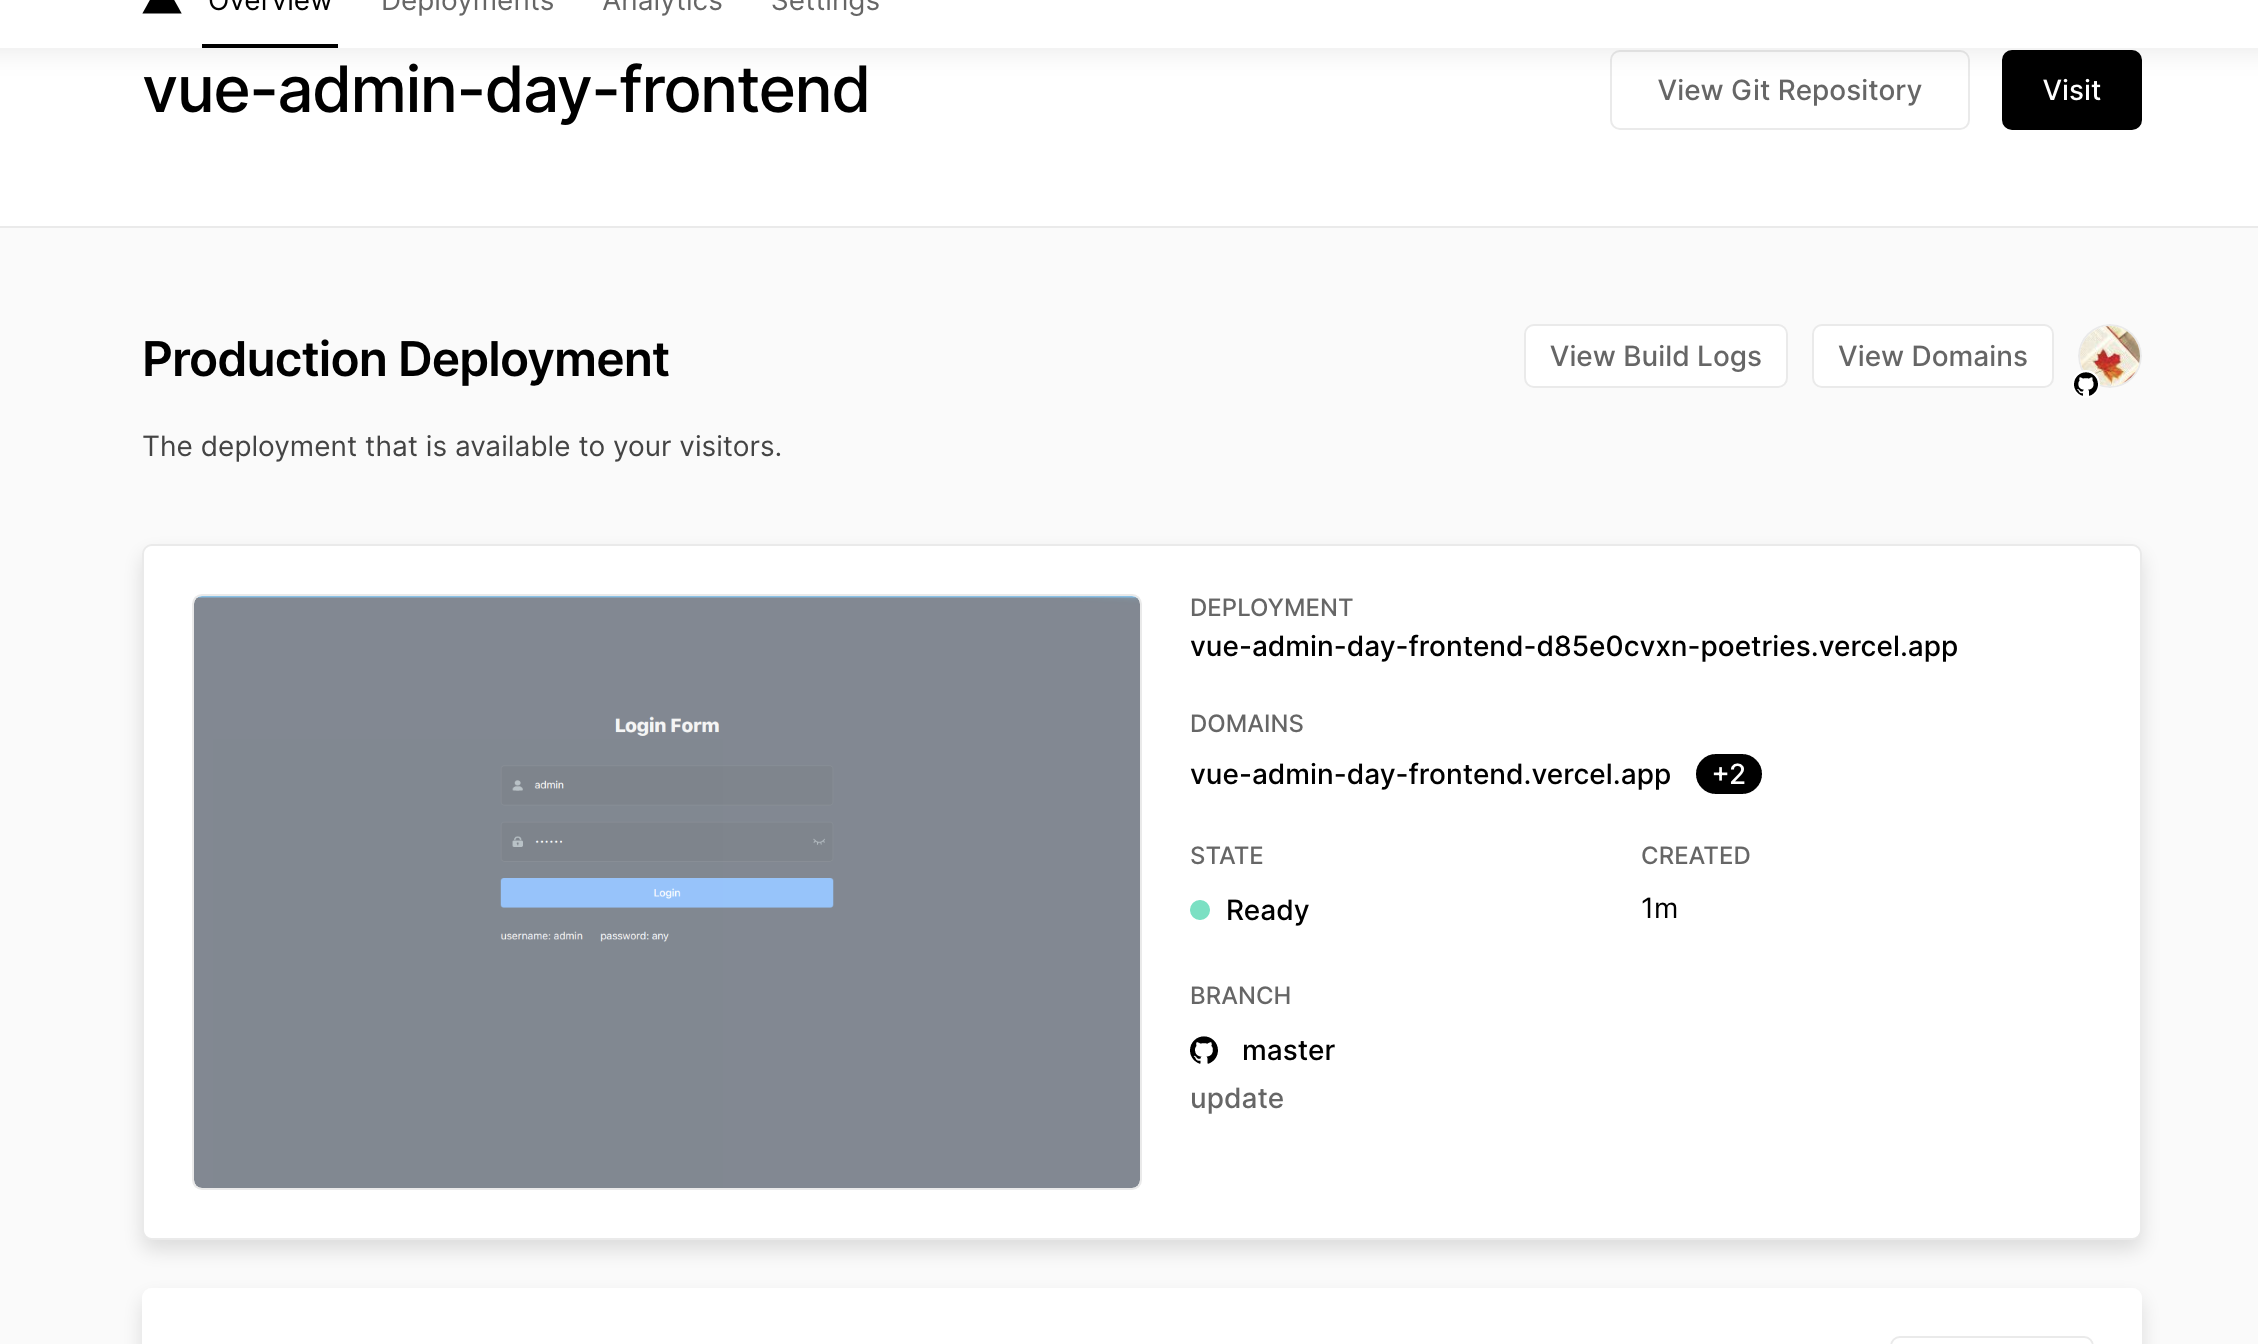 Overview Deployments Analytics Settings
vue-admin-day-frontend
View Git Repository
Visit
Production Deployment
View Build Logs
View Domains
The deployment that is available to your visitors.
Login Form
admin
••••••
Login
username: admin password: any
DEPLOYMENT
vue-admin-day-frontend-d85e0cvxn-poetries.vercel.app
DOMAINS
vue-admin-day-frontend.vercel.app +2
STATE
Ready
CREATED
1m
BRANCH
master
update